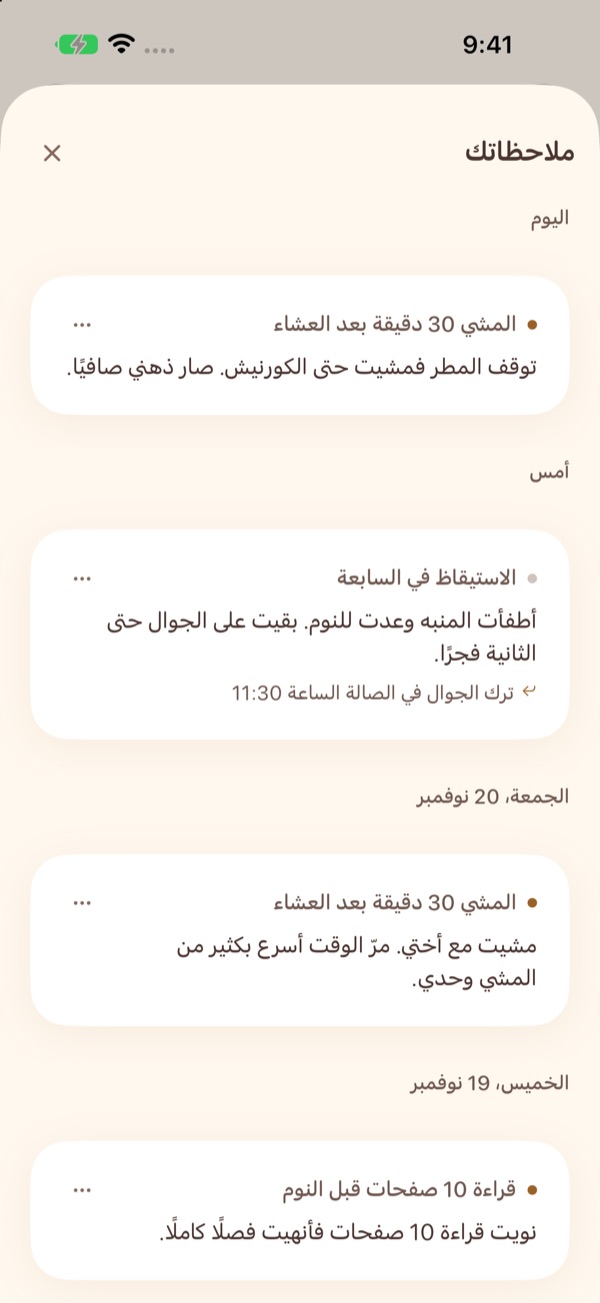 9:41
ملاحظاتك
اليوم
المشي 30 دقيقة بعد العشاء
توقف المطر فمشيت حتى الكورنيش. صار ذهني صافيًا.
أمس
الاستيقاظ في السابعة
أطفأت المنبه وعدت للنوم. بقيت على الجوال حتى
الثانية فجرًا.
ترك الجوال في الصالة الساعة 11:30
الجمعة، 20 نوفمبر
المشي 30 دقيقة بعد العشاء
مشيت مع أختي. مرّ الوقت أسرع بكثير من
المشي وحدي.
الخميس، 19 نوفمبر
قراءة 10 صفحات قبل النوم
نويت قراءة 10 صفحات فأنهيت فصلًا كاملًا.